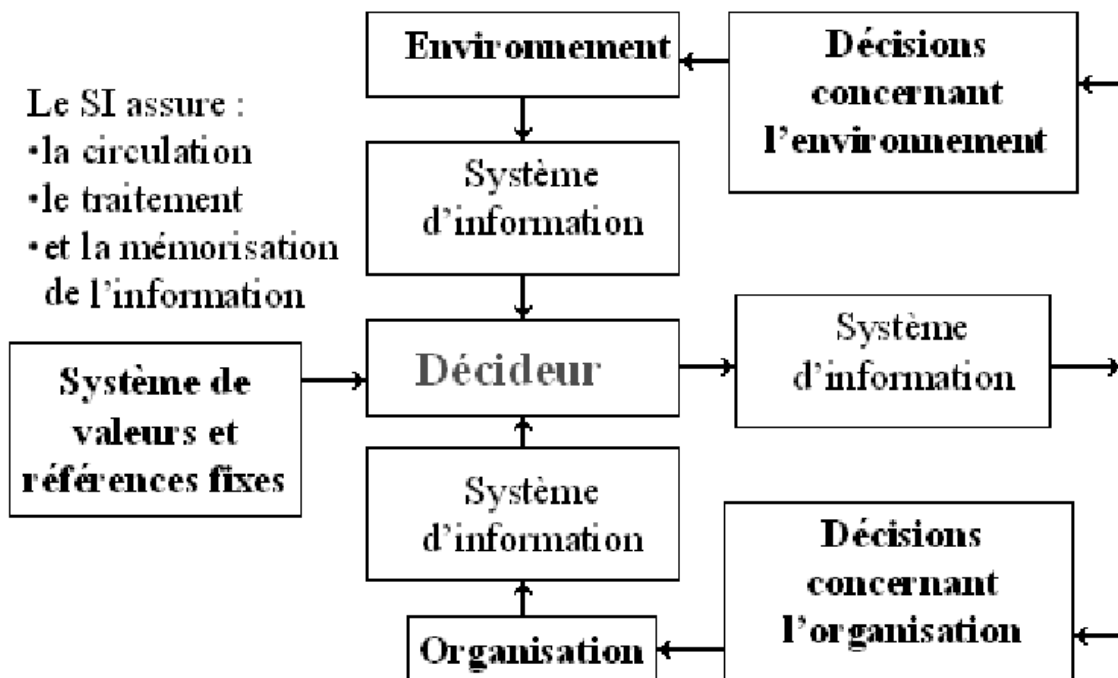 Environnement
Décisions
concernant
l'environnement
Le SI assure :
•la circulation
•le traitement
•et la mémorisation
de l'information
Système
d'information
Décideur
Système
d'information
Système de
valeurs et
références fixes
Système
d'information
Décisions
concernant
l'organisation
Organisation